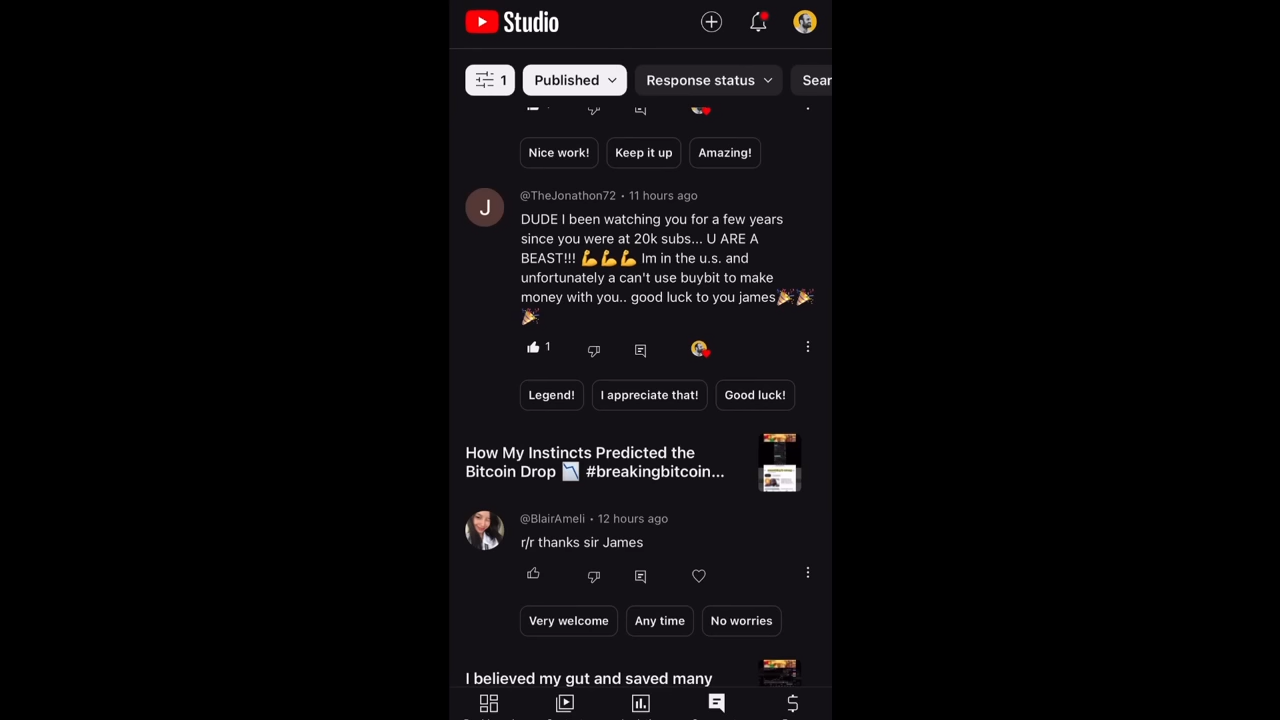 Studio
1
Published
Response status
Sear
Nice work!
Keep it up
Amazing!
@TheJonathon72 • 11 hours ago
J
DUDE I been watching you for a few years
since you were at 20k subs... U ARE A
BEAST!!! 💪💪💪 Im in the u.s. and
unfortunately a can't use buybit to make
money with you.. good luck to you james🎉🎉
🎉
1
Legend!
I appreciate that!
Good luck!
How My Instincts Predicted the
Bitcoin Drop 📉 #breakingbitcoin...
@BlairAmeli • 12 hours ago
r/r thanks sir James
Very welcome
Any time
No worries
I believed my gut and saved many